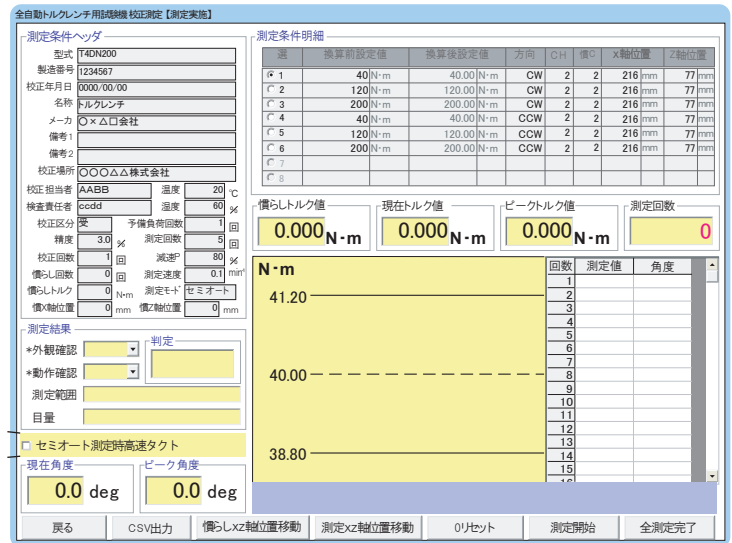 全自動トルクレンチ用試験機 校正測定【測定実施】
測定条件ヘッダ
型式 T4DN200
製造番号 1234567
校正年月日 0000/00/00
名称 トルクレンチ
メーカ ○×△口会社
備考1
備考2
校正場所 ○○○△△株式会社
校正担当者 AABB 温度 20 ℃
検査責任者 ccdd 湿度 60 %
校正区分 受 予備負荷回数 1 回
精度 3.0 % 測定回数 5 回
校正回数 1 回 減速P 80 %
慣らし回数 0 回 測定速度 0.1 min
慣らしトルク 0 N-m 測定モード セミオート
慣X軸位置 0 mm 慣Z軸位置 0 mm
測定条件明細
選 換算前設定値 換算後設定値 方向 CH 慣C x軸位置 Z軸位置
1 40 N・m 40.00 N・m CW 2 2 216 mm 77 mm
2 120 N・m 120.00 N・m CW 2 2 216 mm 77 mm
3 200 N・m 200.00 N・m CW 2 2 216 mm 77 mm
4 40 N・m 40.00 N・m CCW 2 2 216 mm 77 mm
5 120 N・m 120.00 N・m CCW 2 2 216 mm 77 mm
6 200 N・m 200.00 N・m CCW 2 2 216 mm 77 mm
7
8
慣らしトルク値 現在トルク値 ピークトルク値 測定回数
0.000 N・m 0.000 N・m 0.000 N・m 0
N・m
41.20
40.00
38.80
回数 測定値 角度
1
2
3
4
5
6
7
8
9
10
11
12
13
14
15
16
測定結果
*外観確認 判定
*動作確認
測定範囲
目量
セミオート測定時高速タクト
現在角度 ピーク角度
0.0 deg 0.0 deg
戻る CSV出力 慣らしxz軸位置移動 測定xz軸位置移動 0リセット 測定開始 全測定完了